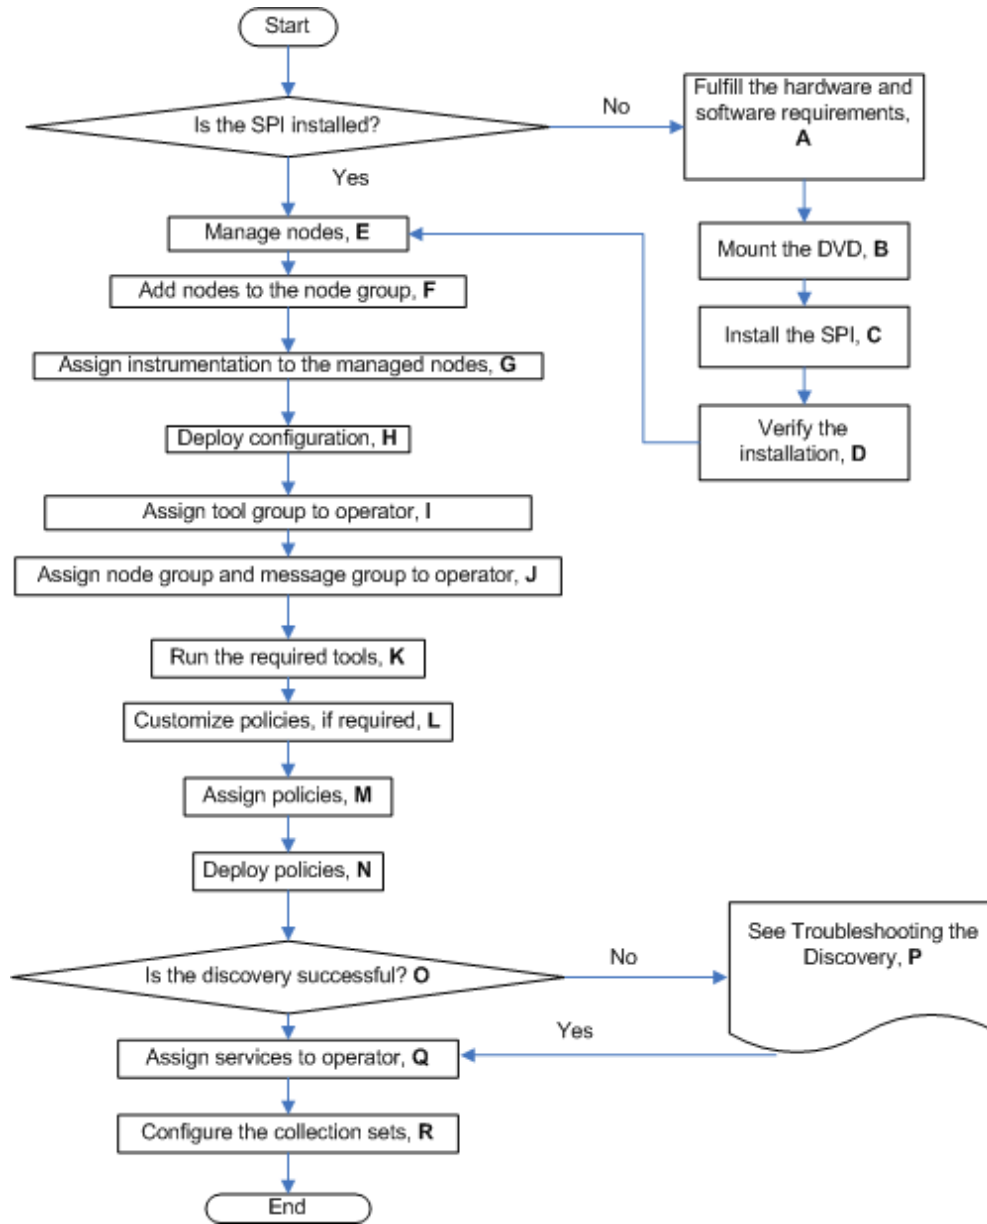 Start
Is the SPI installed?
No
Fulfill the hardware and
software requirements,
A
Yes
Manage nodes, E
Mount the DVD, B
Add nodes to the node group, F
Install the SPI, C
Assign instrumentation to the managed nodes, G
Verify the
installation, D
Deploy configuration, H
Assign tool group to operator, I
Assign node group and message group to operator, J
Run the required tools, K
Customize policies, if required, L
Assign policies, M
Deploy policies, N
Is the discovery successful? O
No
See Troubleshooting the
Discovery, P
Yes
Assign services to operator, Q
Configure the collection sets, R
End